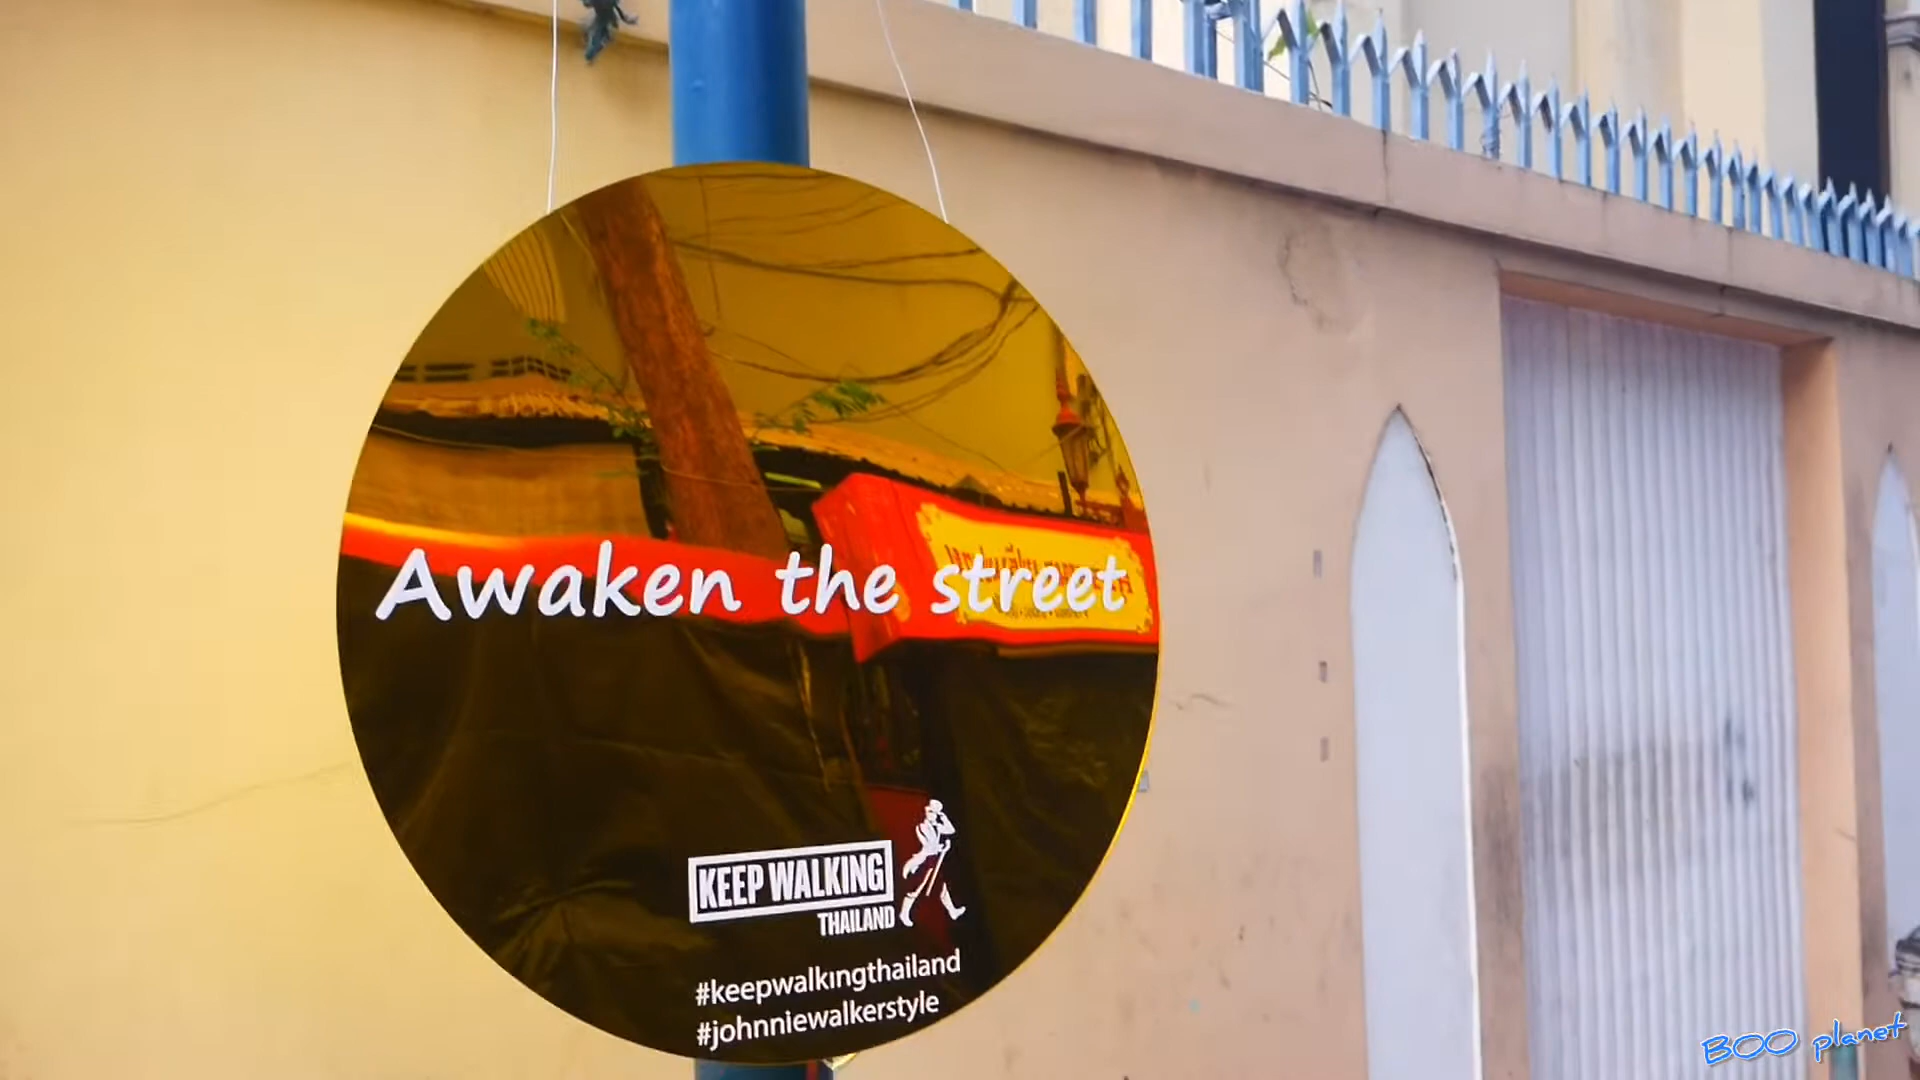 Awaken the street
KEEP WALKING
THAILAND
#keepwalkingthailand
#johnniewalkerstyle
BOO planet